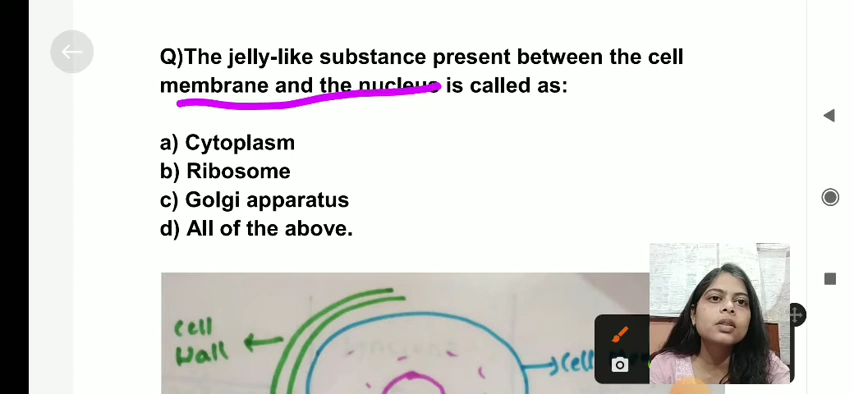 Q)The jelly-like substance present between the cell
membrane and the nucleus is called as:
a) Cytoplasm
b) Ribosome
c) Golgi apparatus
d) All of the above.
Cell
Wall
Cell